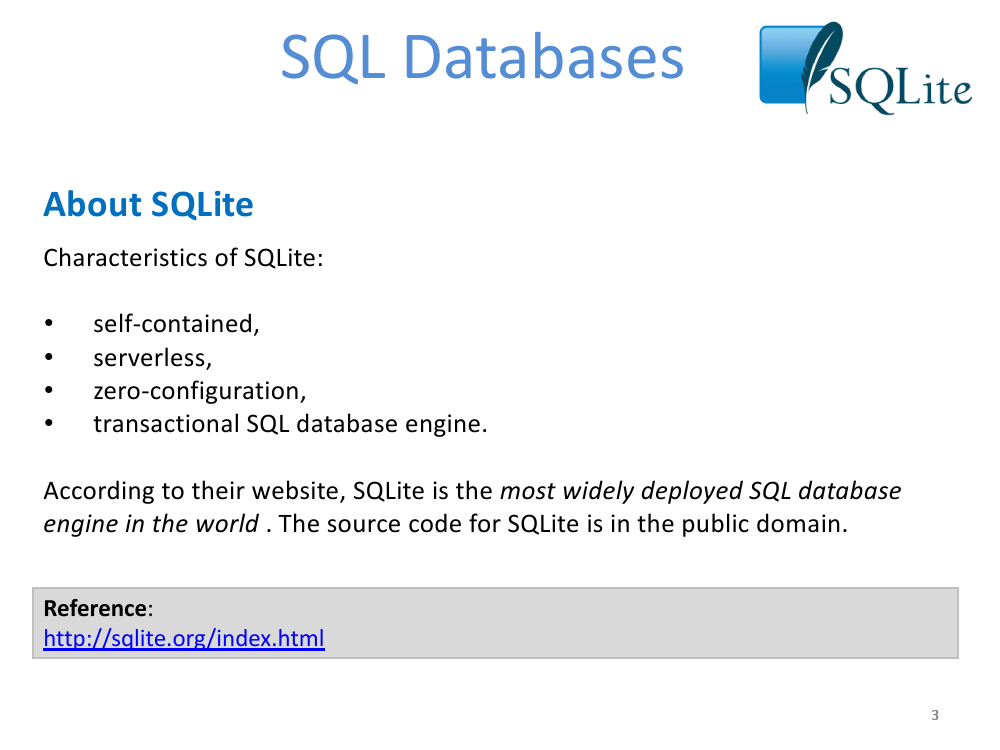 SQL Databases
SQLite
About SQLite
Characteristics of SQLite:
• self-contained,
• serverless,
• zero-configuration,
• transactional SQL database engine.
According to their website, SQLite is the most widely deployed SQL database
engine in the world . The source code for SQLite is in the public domain.
Reference:
http://sqlite.org/index.html
3